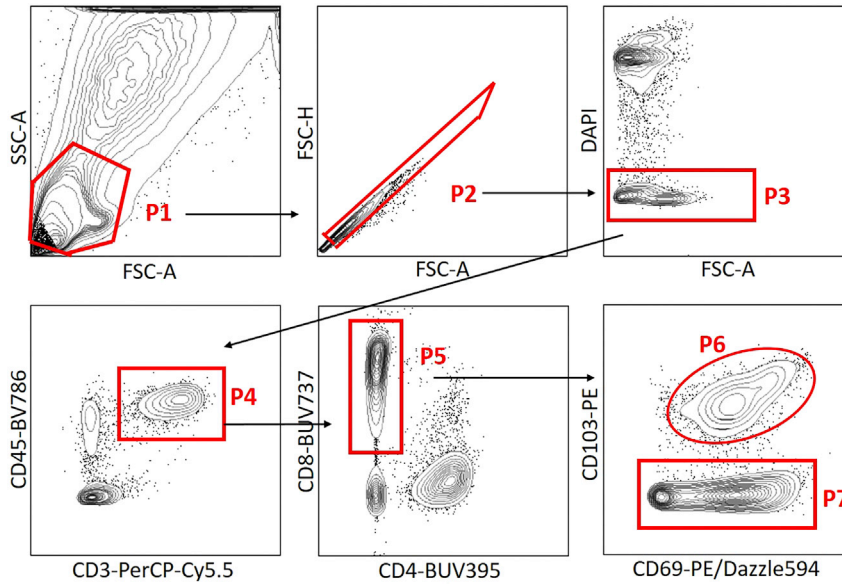 SSC-A
P1
FSC-A
FSC-H
P2
FSC-A
DAPI
P3
FSC-A
CD45-BV786
P4
CD3-PerCP-Cy5.5
CD8-BUV737
P5
CD4-BUV395
CD103-PE
P6
P7
CD69-PE/Dazzle594